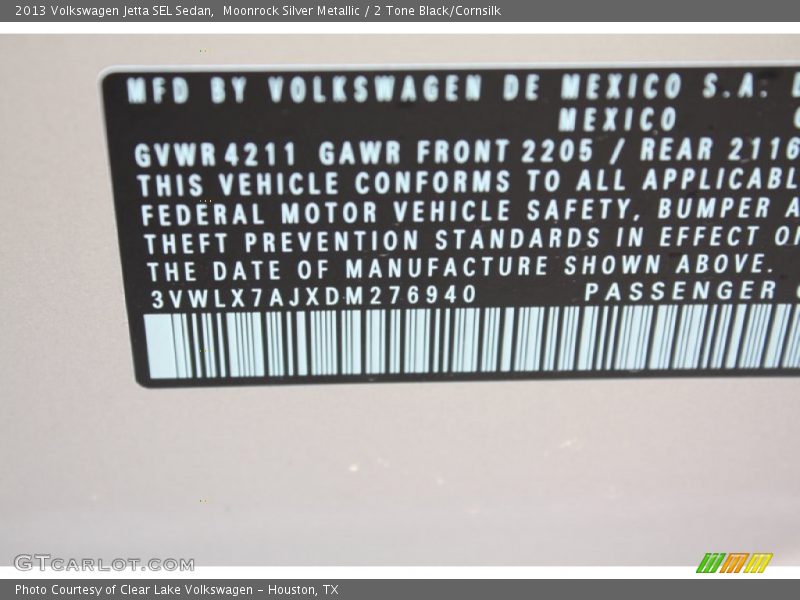 2013 Volkswagen Jetta SEL Sedan,  Moonrock Silver Metallic / 2 Tone Black/Cornsilk
MFD BY VOLKSWAGEN DE MEXICO S.A.
MEXICO
GVWR 4211 GAWR FRONT 2205 / REAR 2116
THIS VEHICLE CONFORMS TO ALL APPLICABL
FEDERAL MOTOR VEHICLE SAFETY, BUMPER A
THEFT PREVENTION STANDARDS IN EFFECT O
THE DATE OF MANUFACTURE SHOWN ABOVE.
3VWLX7AJXDM276940 PASSENGER
GTCARLOT.COM
Photo Courtesy of Clear Lake Volkswagen – Houston, TX